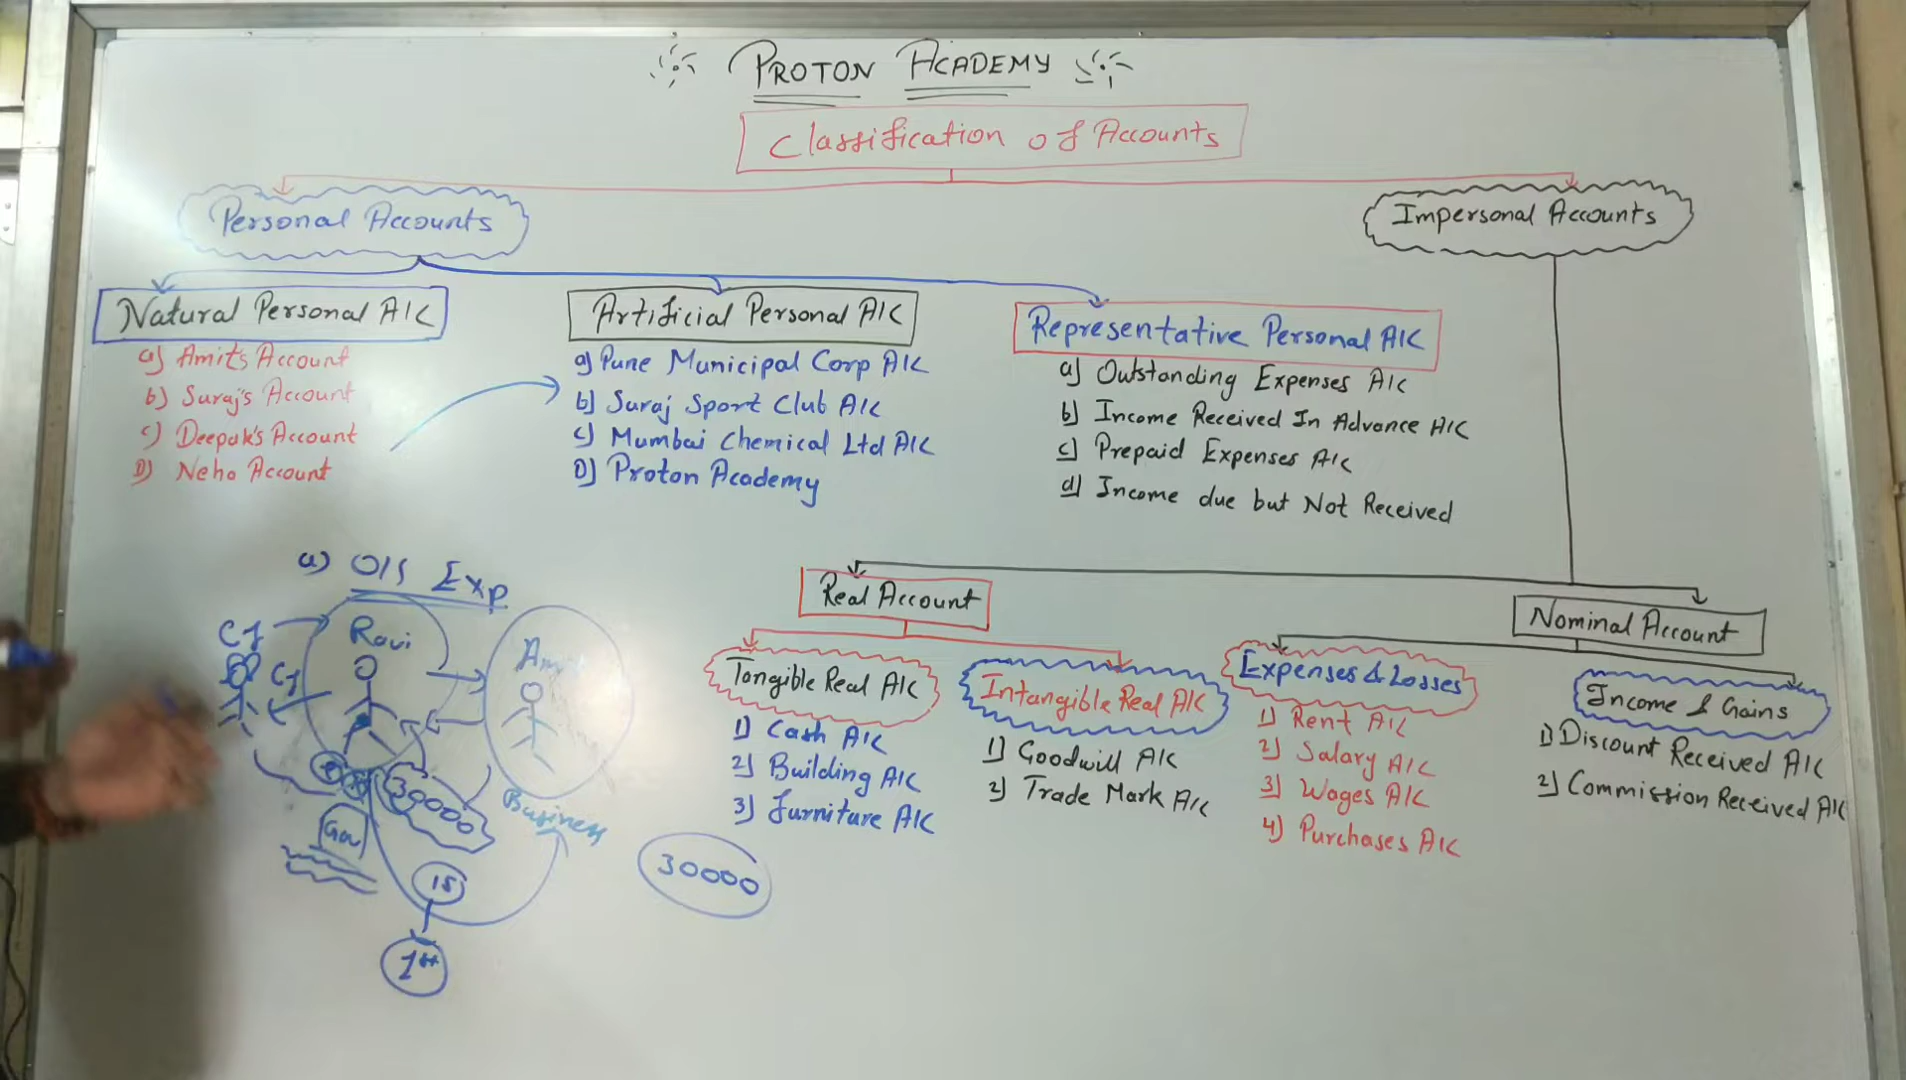 PROTON ACADEMY
Classification of Accounts
Personal Accounts
Impersonal Accounts
Natural Personal A/C
a) Amit's Account
b) Suraj's Account
c) Deepak's Account
D) Neha Account
Artificial Personal A/C
a) Pune Municipal Corp A/C
b) Suraj Sport Club A/C
c) Mumbai Chemical Ltd A/C
D) Proton Academy
Representative Personal A/C
a) Outstanding Expenses A/C
b) Income Received In Advance A/C
c) Prepaid Expenses A/C
d) Income due but Not Received
Real Account
Tangible Real A/C
1) Cash A/C
2) Building A/C
3) Furniture A/C
Intangible Real A/C
1) Goodwill A/C
2) Trade Mark A/C
Nominal Account
Expenses & Losses
1) Rent A/C
2) Salary A/C
3) Wages A/C
4) Purchases A/C
Income & Gains
1) Discount Received A/C
2) Commission Received A/C
a) O/S Exp
Ravi
30000
Business
15
30000